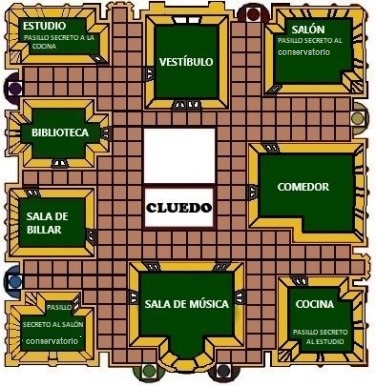 ESTUDIO
PASILLO SECRETO A LA
COCINA
VESTÍBULO
SALÓN
PASILLO SECRETO AL
conservatorio
BIBLIOTECA
COMEDOR
SALA DE
BILLAR
CLUEDO
PASILLO
SECRETO AL SALÓN
conservatorio
SALA DE MÚSICA
COCINA
PASILLO SECRETO
AL ESTUDIO